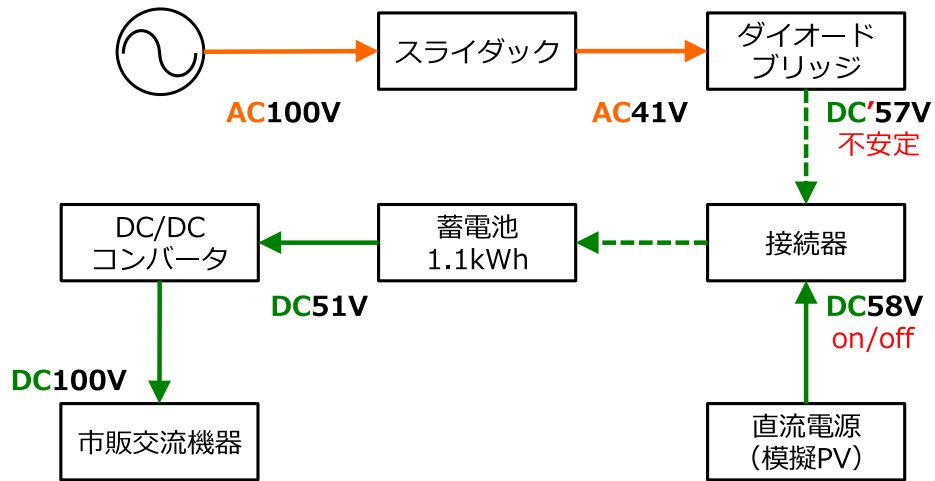 スライダック
ダイオード
ブリッジ
AC100V
AC41V
DC'57V
不安定
DC/DC
コンバータ
蓄電池
1.1kWh
接続器
DC51V
DC58V
on/off
DC100V
市販交流機器
直流電源
（模擬PV）